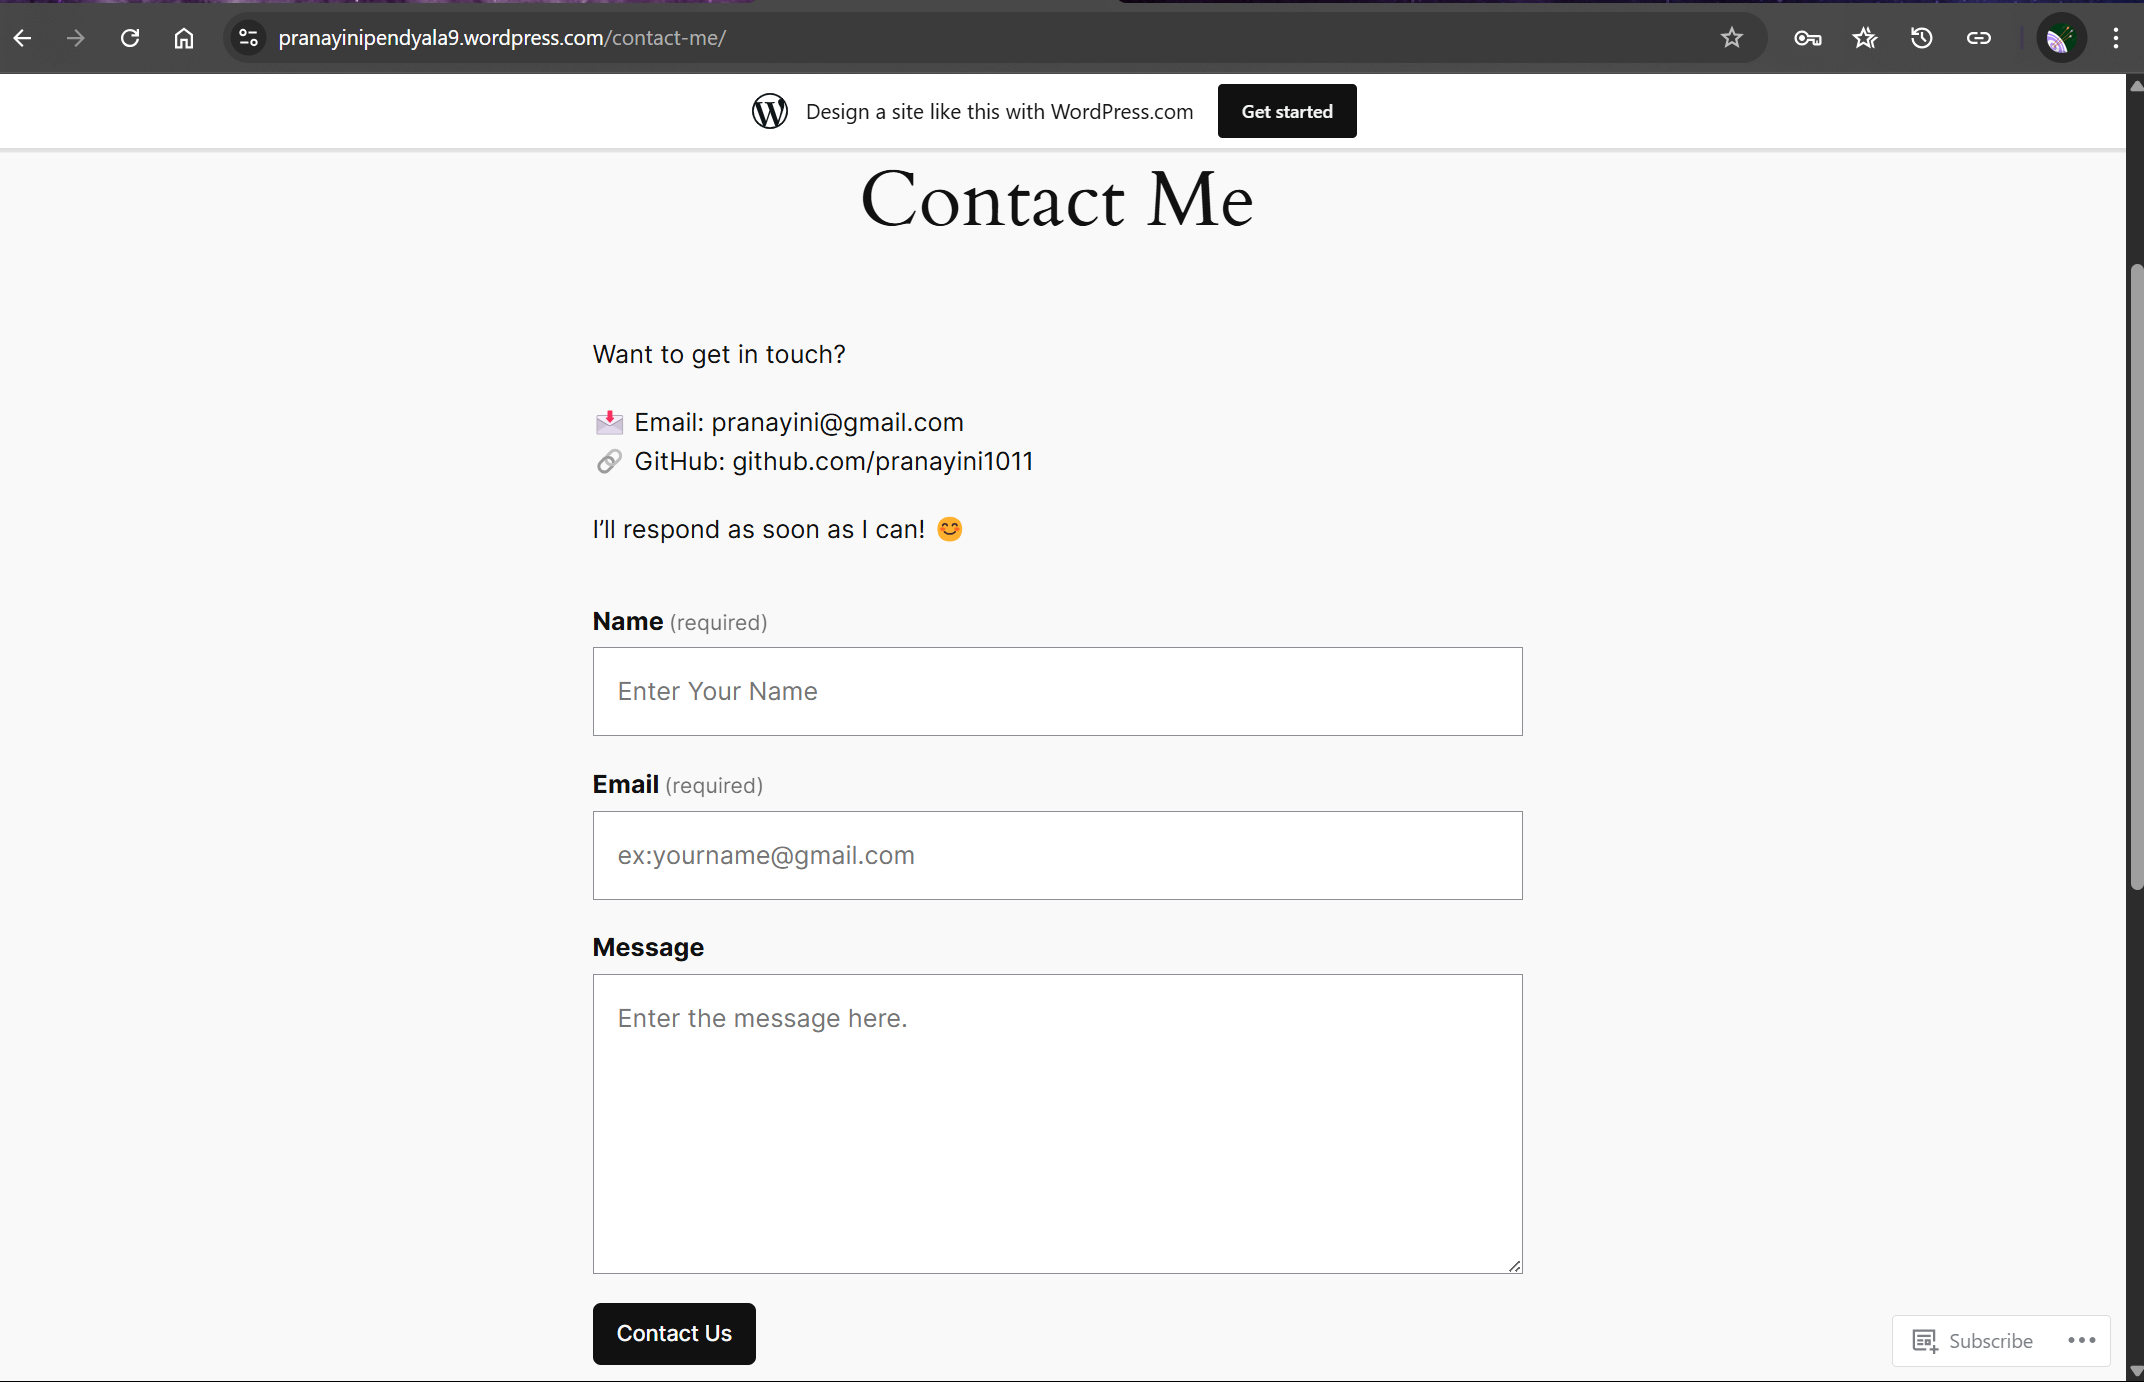 pranayinipendyala9.wordpress.com/contact-me/
Design a site like this with WordPress.com
Get started
Contact Me
Want to get in touch?
📩 Email: pranayini@gmail.com
🔗 GitHub: github.com/pranayini1011
I’ll respond as soon as I can! 😊
Name (required)
Enter Your Name
Email (required)
ex:yourname@gmail.com
Message
Enter the message here.
Contact Us
Subscribe